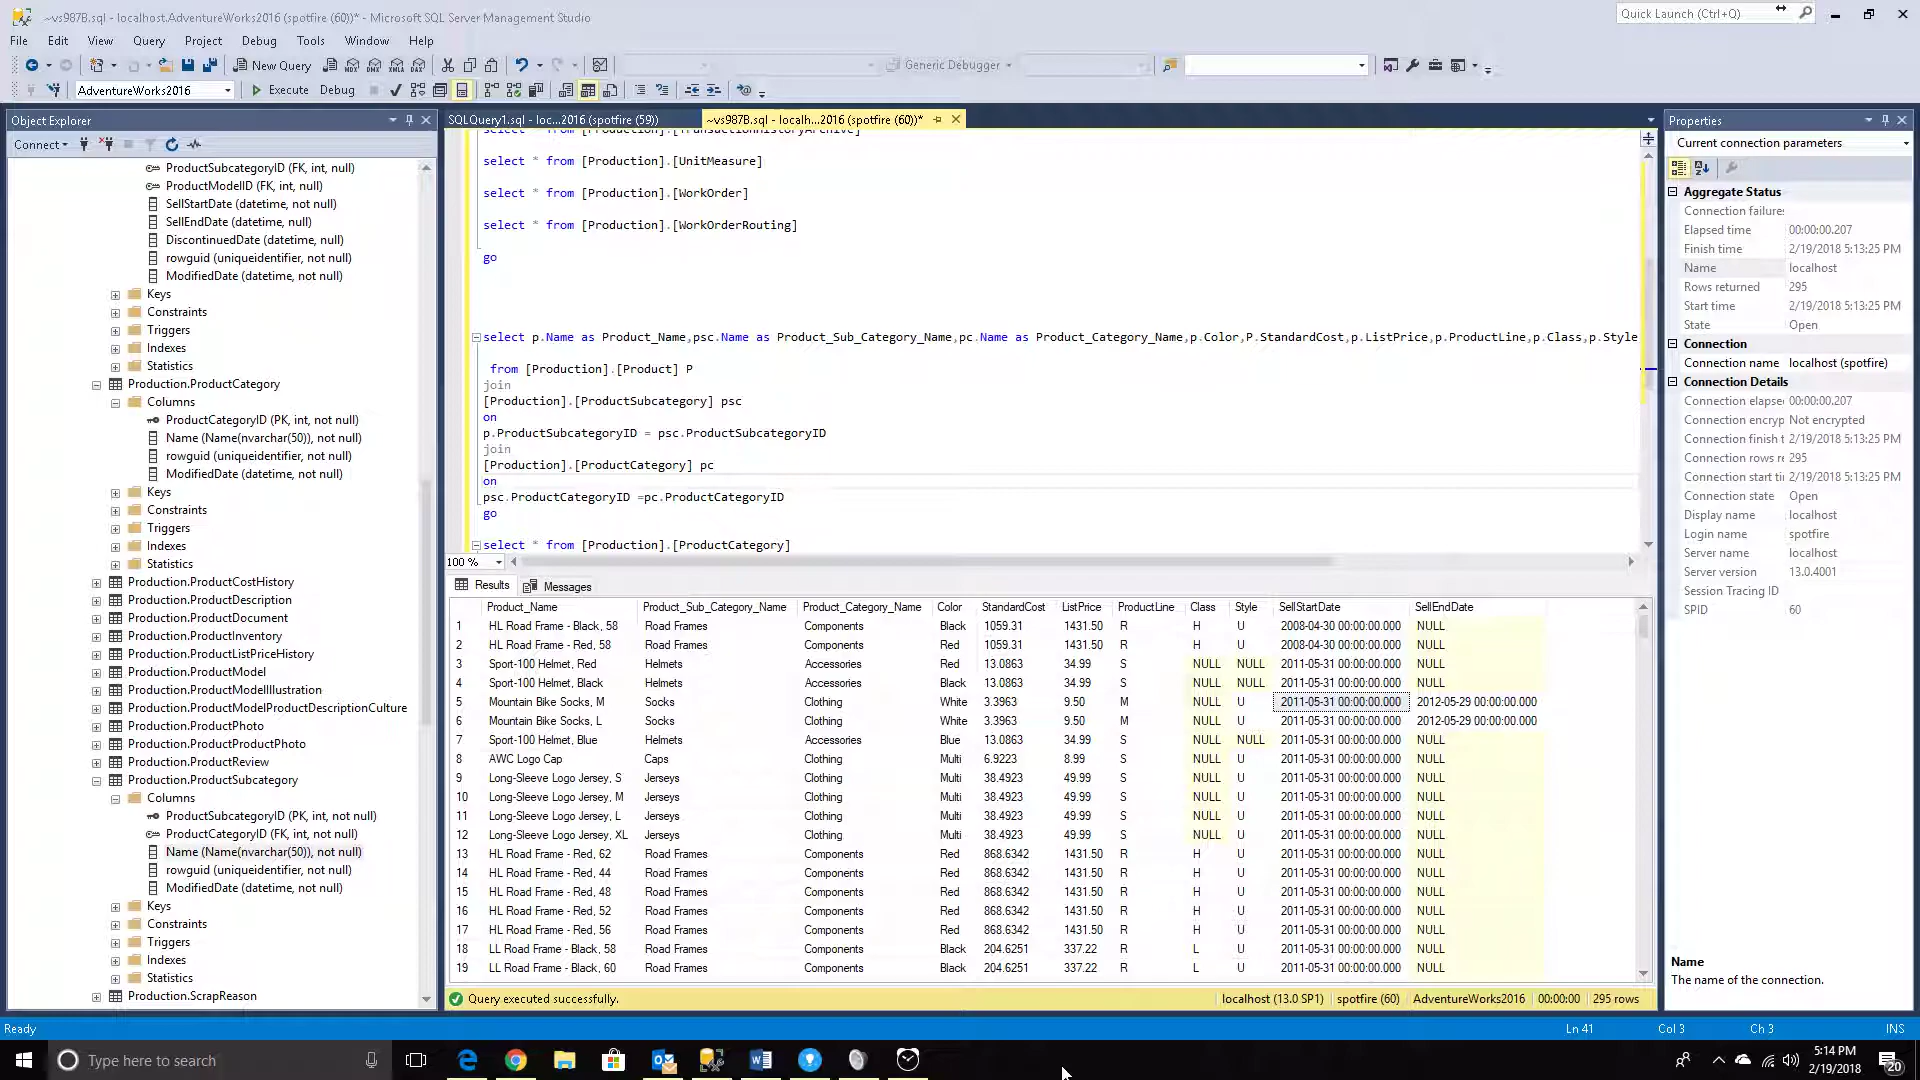 ~vs987B.sql - localhost.AdventureWorks2016 (spotfire (60))* - Microsoft SQL Server Management Studio
Quick Launch (Ctrl+Q)
File Edit View Query Project Debug Tools Window Help
New Query Generic Debugger
AdventureWorks2016 Execute Debug
Object Explorer
Connect
ProductSubcategoryID (FK, int, null)
ProductModelID (FK, int, null)
SellStartDate (datetime, not null)
SellEndDate (datetime, null)
DiscontinuedDate (datetime, null)
rowguid (uniqueidentifier, not null)
ModifiedDate (datetime, not null)
Keys
Constraints
Triggers
Indexes
Statistics
Production.ProductCategory
Columns
ProductCategoryID (PK, int, not null)
Name (Name(nvarchar(50)), not null)
rowguid (uniqueidentifier, not null)
ModifiedDate (datetime, not null)
Keys
Constraints
Triggers
Indexes
Statistics
Production.ProductCostHistory
Production.ProductDescription
Production.ProductDocument
Production.ProductInventory
Production.ProductListPriceHistory
Production.ProductModel
Production.ProductModelIllustration
Production.ProductModelProductDescriptionCulture
Production.ProductPhoto
Production.ProductProductPhoto
Production.ProductReview
Production.ProductSubcategory
Columns
ProductSubcategoryID (PK, int, not null)
ProductCategoryID (FK, int, not null)
Name (Name(nvarchar(50)), not null)
rowguid (uniqueidentifier, not null)
ModifiedDate (datetime, not null)
Keys
Constraints
Triggers
Indexes
Statistics
Production.ScrapReason
SQLQuery1.sql - loc...2016 (spotfire (59))
~vs987B.sql - localh...2016 (spotfire (60))*
select * from [Production].[TransactionHistoryArchive]
select * from [Production].[UnitMeasure]
select * from [Production].[WorkOrder]
select * from [Production].[WorkOrderRouting]
go
select p.Name as Product_Name,psc.Name as Product_Sub_Category_Name,pc.Name as Product_Category_Name,p.Color,P.StandardCost,p.ListPrice,p.ProductLine,p.Class,p.Style
from [Production].[Product] P
join
[Production].[ProductSubcategory] psc
on
p.ProductSubcategoryID = psc.ProductSubcategoryID
join
[Production].[ProductCategory] pc
on
psc.ProductCategoryID =pc.ProductCategoryID
go
select * from [Production].[ProductCategory]
100 %
Results Messages
Product_Name Product_Sub_Category_Name Product_Category_Name Color StandardCost ListPrice ProductLine Class Style SellStartDate SellEndDate
1 HL Road Frame - Black, 58 Road Frames Components Black 1059.31 1431.50 R H U 2008-04-30 00:00:00.000 NULL
2 HL Road Frame - Red, 58 Road Frames Components Red 1059.31 1431.50 R H U 2008-04-30 00:00:00.000 NULL
3 Sport-100 Helmet, Red Helmets Accessories Red 13.0863 34.99 S NULL NULL 2011-05-31 00:00:00.000 NULL
4 Sport-100 Helmet, Black Helmets Accessories Black 13.0863 34.99 S NULL NULL 2011-05-31 00:00:00.000 NULL
5 Mountain Bike Socks, M Socks Clothing White 3.3963 9.50 M NULL U 2011-05-31 00:00:00.000 2012-05-29 00:00:00.000
6 Mountain Bike Socks, L Socks Clothing White 3.3963 9.50 M NULL U 2011-05-31 00:00:00.000 2012-05-29 00:00:00.000
7 Sport-100 Helmet, Blue Helmets Accessories Blue 13.0863 34.99 S NULL NULL 2011-05-31 00:00:00.000 NULL
8 AWC Logo Cap Caps Clothing Multi 6.9223 8.99 S NULL U 2011-05-31 00:00:00.000 NULL
9 Long-Sleeve Logo Jersey, S Jerseys Clothing Multi 38.4923 49.99 S NULL U 2011-05-31 00:00:00.000 NULL
10 Long-Sleeve Logo Jersey, M Jerseys Clothing Multi 38.4923 49.99 S NULL U 2011-05-31 00:00:00.000 NULL
11 Long-Sleeve Logo Jersey, L Jerseys Clothing Multi 38.4923 49.99 S NULL U 2011-05-31 00:00:00.000 NULL
12 Long-Sleeve Logo Jersey, XL Jerseys Clothing Multi 38.4923 49.99 S NULL U 2011-05-31 00:00:00.000 NULL
13 HL Road Frame - Red, 62 Road Frames Components Red 868.6342 1431.50 R H U 2011-05-31 00:00:00.000 NULL
14 HL Road Frame - Red, 44 Road Frames Components Red 868.6342 1431.50 R H U 2011-05-31 00:00:00.000 NULL
15 HL Road Frame - Red, 48 Road Frames Components Red 868.6342 1431.50 R H U 2011-05-31 00:00:00.000 NULL
16 HL Road Frame - Red, 52 Road Frames Components Red 868.6342 1431.50 R H U 2011-05-31 00:00:00.000 NULL
17 HL Road Frame - Red, 56 Road Frames Components Red 868.6342 1431.50 R H U 2011-05-31 00:00:00.000 NULL
18 LL Road Frame - Black, 58 Road Frames Components Black 204.6251 337.22 R L U 2011-05-31 00:00:00.000 NULL
19 LL Road Frame - Black, 60 Road Frames Components Black 204.6251 337.22 R L U 2011-05-31 00:00:00.000 NULL
Query executed successfully. localhost (13.0 SP1) spotfire (60) AdventureWorks2016 00:00:00 295 rows
Properties
Current connection parameters
Aggregate Status
Connection failures
Elapsed time 00:00:00.207
Finish time 2/19/2018 5:13:25 PM
Name localhost
Rows returned 295
Start time 2/19/2018 5:13:25 PM
State Open
Connection
Connection name localhost (spotfire)
Connection Details
Connection elapse 00:00:00.207
Connection encryp Not encrypted
Connection finish t 2/19/2018 5:13:25 PM
Connection rows re 295
Connection start ti 2/19/2018 5:13:25 PM
Connection state Open
Display name localhost
Login name spotfire
Server name localhost
Server version 13.0.4001
Session Tracing ID
SPID 60
Name
The name of the connection.
Ready Ln 41 Col 3 Ch 3 INS
Type here to search
5:14 PM
2/19/2018
20